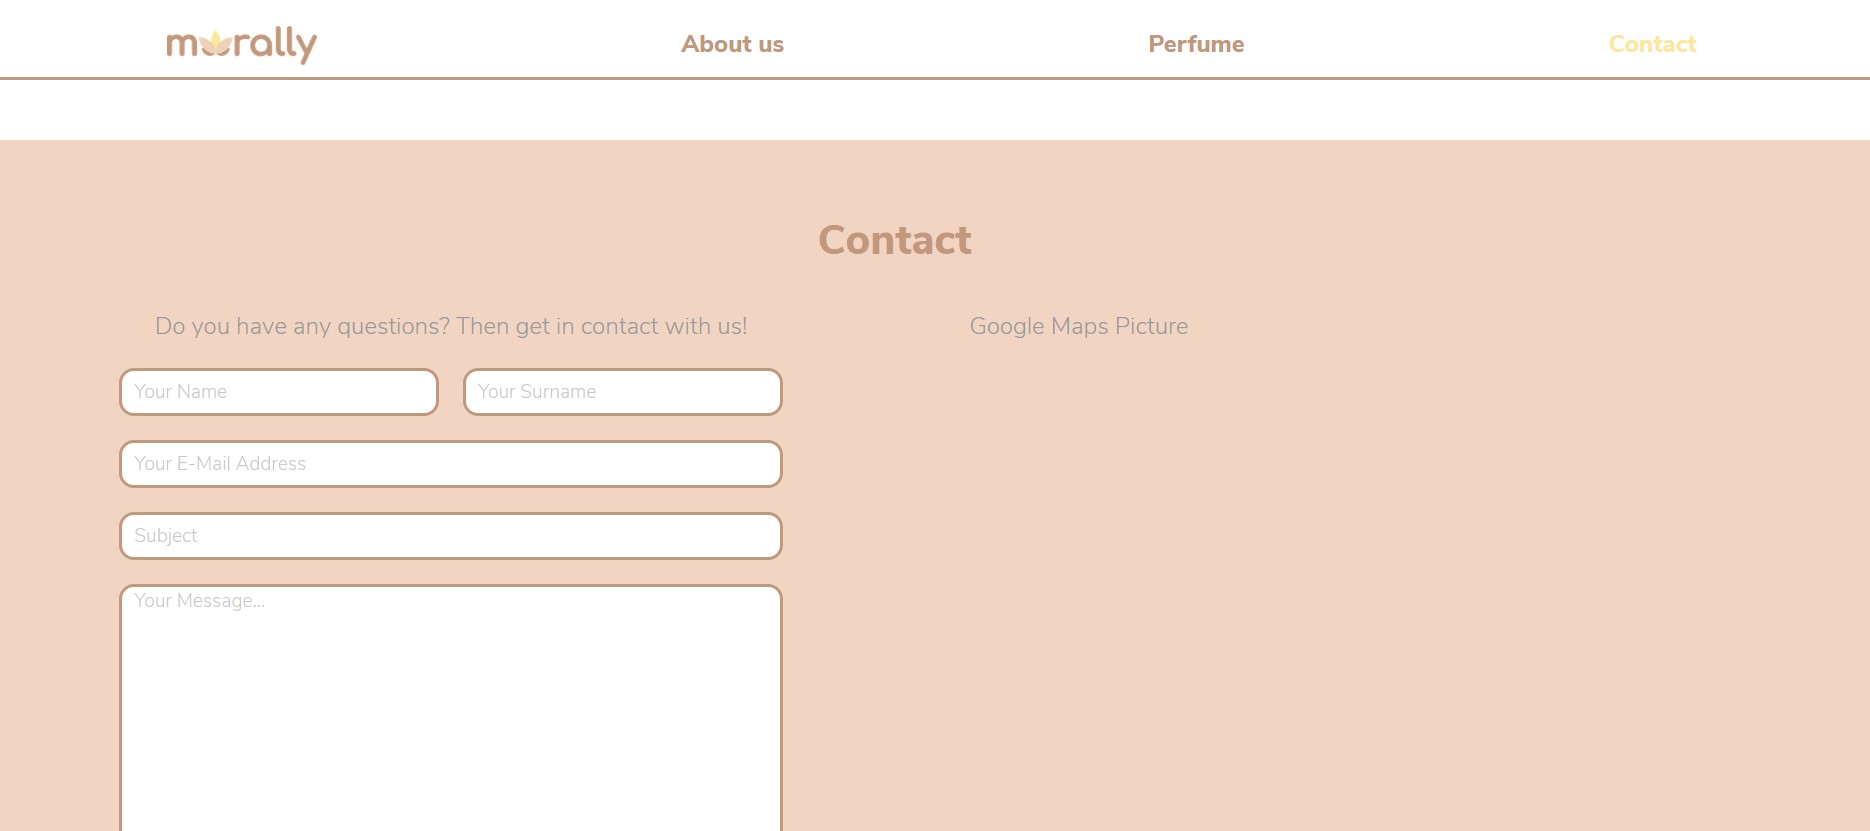 morally
About us
Perfume
Contact
Contact
Do you have any questions? Then get in contact with us!
Google Maps Picture
Your Name
Your Surname
Your E-Mail Address
Subject
Your Message...